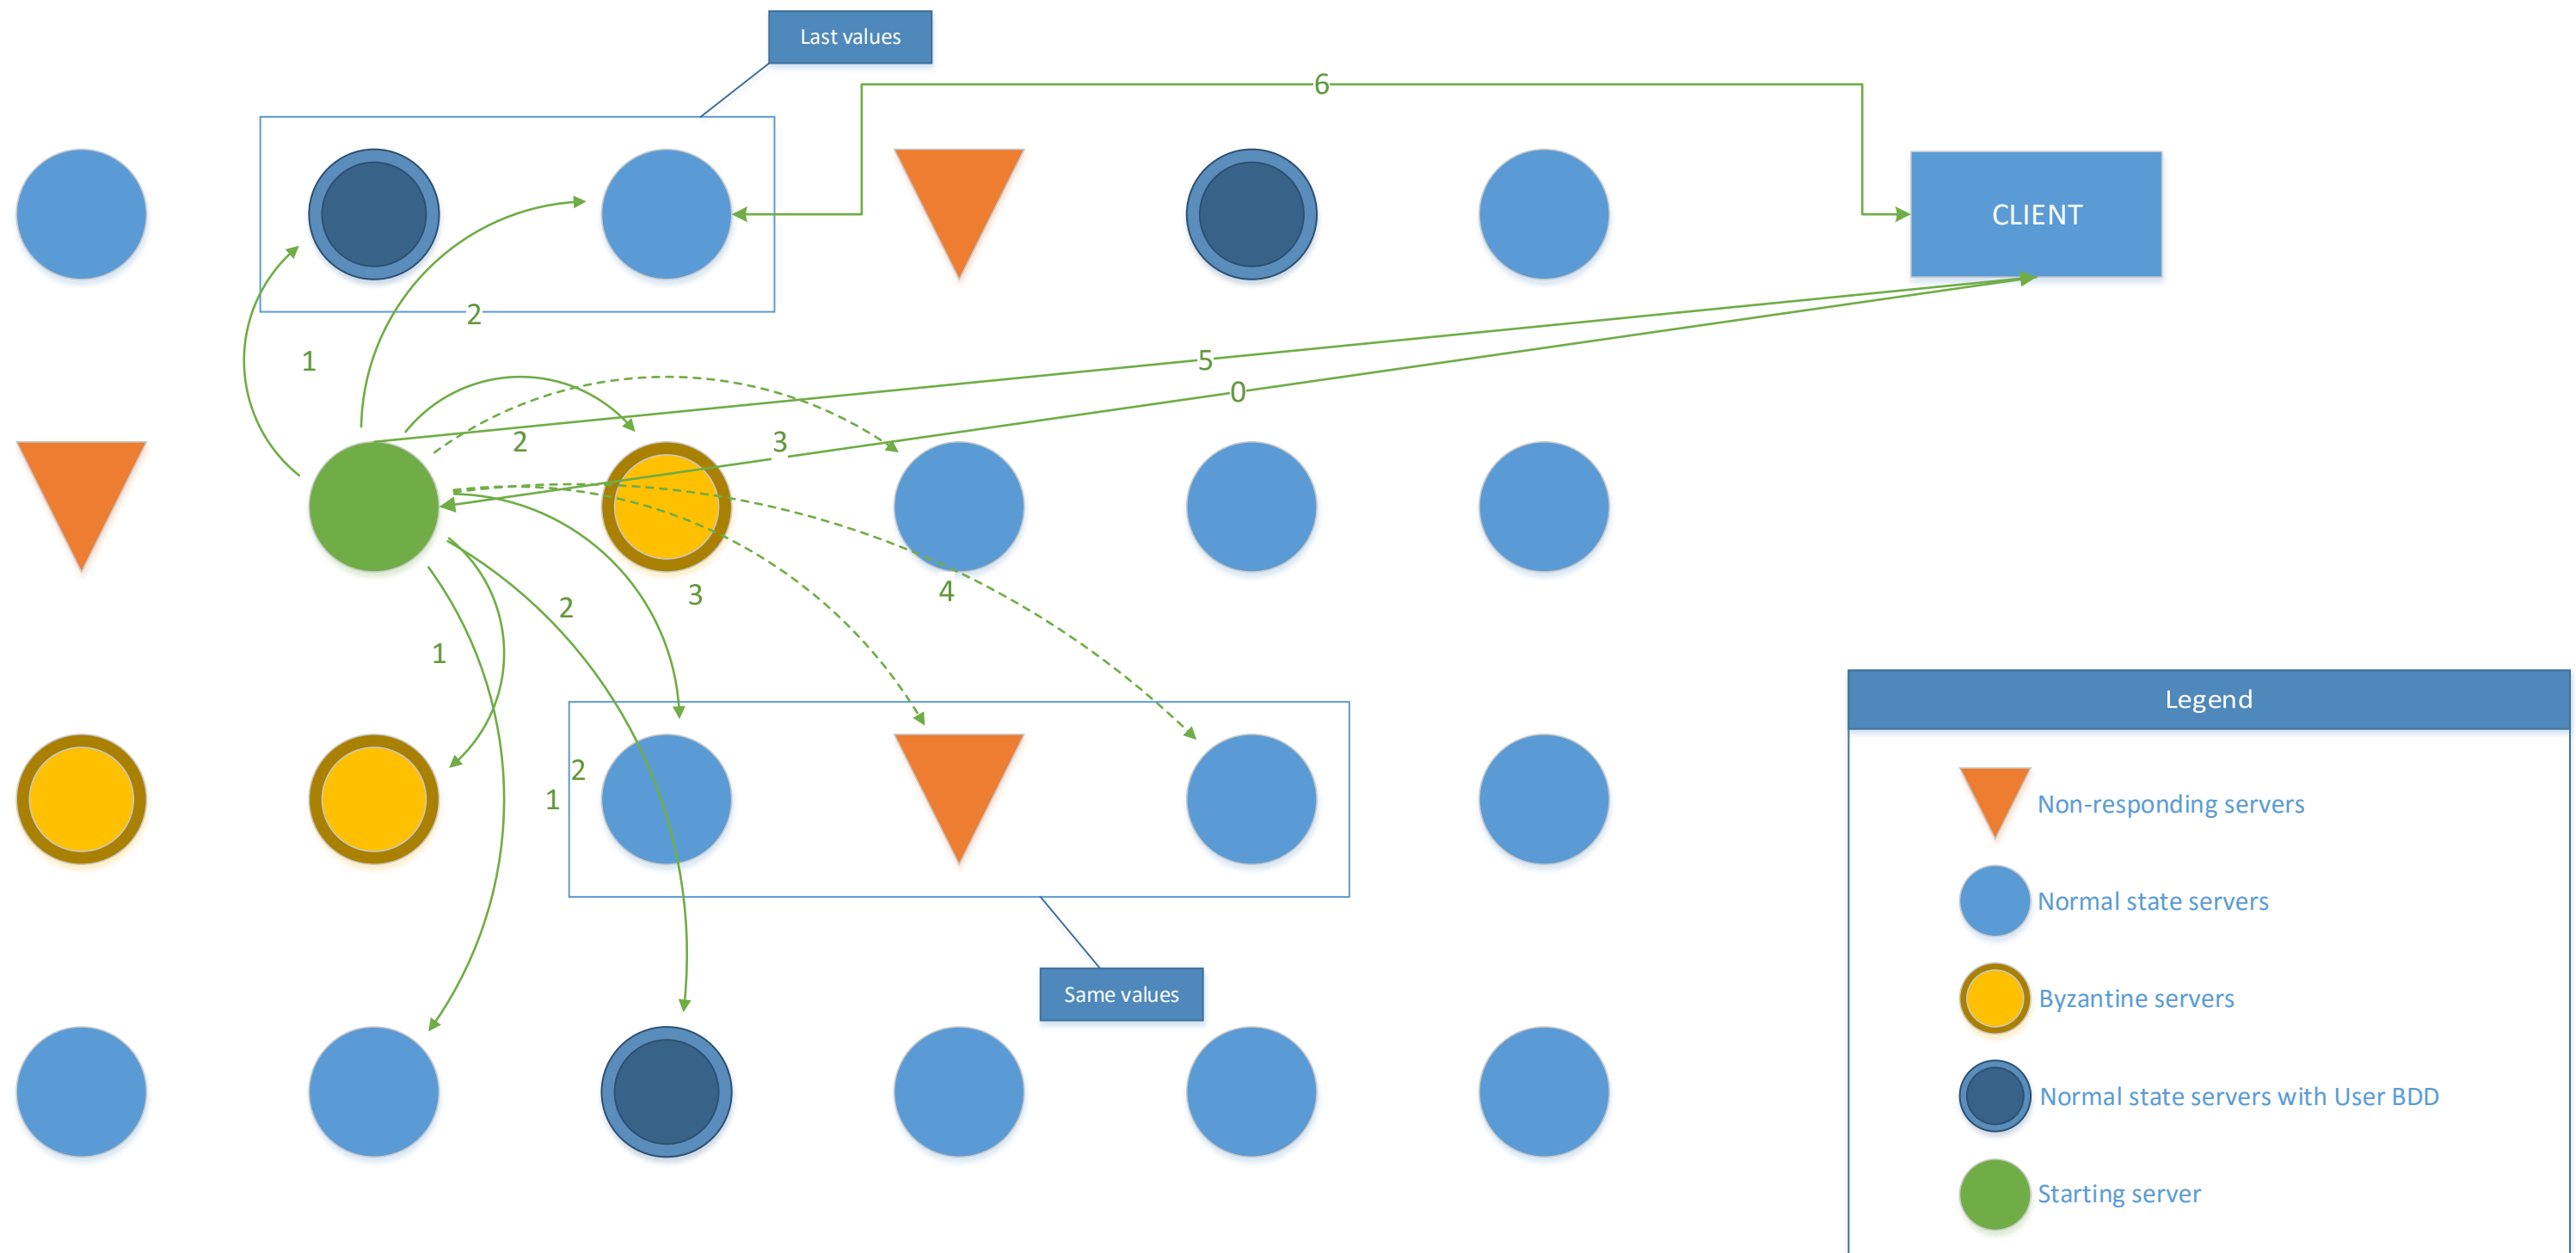 Last values
6
CLIENT
2
1
5
0
2
3
3
4
2
1
2
1
Same values
Legend
Non-responding servers
Normal state servers
Byzantine servers
Normal state servers with User BDD
Starting server